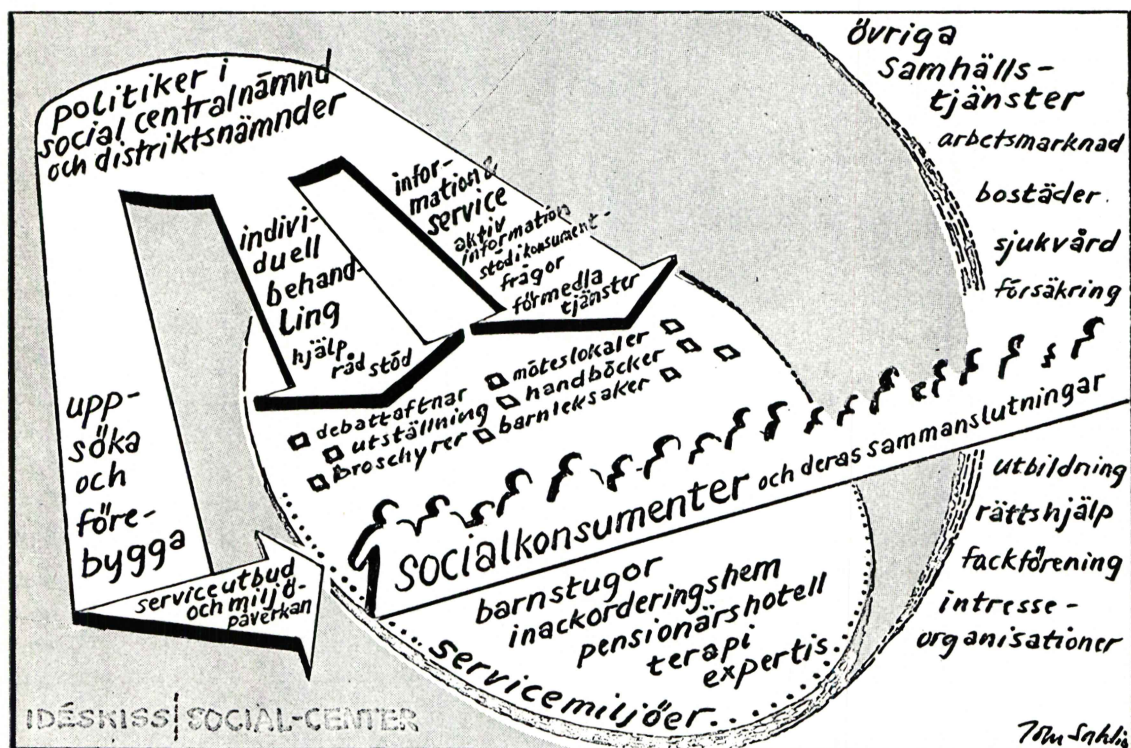 politiker i
social centralnämnd
och distriktsnämnder
upp-
söka
och
före-
bygga
serviceutbud
och miljö-
påverkan
indivi-
duell
behand-
ling
hjälp
råd stöd
infor-
mation &
service
aktiv
information
stöd i konsument-
frågor
förmedla
tjänster
debattaftnar
utställning
broschyrer
möteslokaler
handböcker
barnleksaker
socialkonsumenter och deras sammanslutningar
barnstugor
inackorderingshem
pensionärshotell
terapi
expertis
servicemiljöer
övriga
samhälls-
tjänster
arbetsmarknad
bostäder
sjukvård
försäkring
utbildning
rättshjälp
fackförening
intresse-
organisationer
IDÉSKISS SOCIAL-CENTER
Tom Sahlin